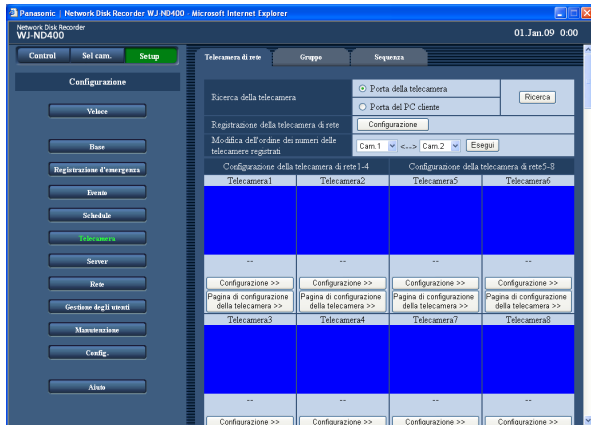 Panasonic | Network Disk Recorder WJ-ND400 - Microsoft Internet Explorer
Network Disk Recorder
WJ-ND400
01.Jan.09 0:00
Control Sel cam. Setup
Telecamera di rete Gruppo Sequenza
Configurazione
Veloce
Base
Registrazione d'emergenza
Evento
Schedule
Telecamera
Server
Rete
Gestione degli utenti
Manutenzione
Config.
Aiuto
Ricerca della telecamera
Porta della telecamera
Porta del PC cliente
Ricerca
Registrazione della telecamera di rete
Configurazione
Modifica dell'ordine dei numeri delle
telecamere registrati
Cam.1 <--> Cam.2 Esegui
Configurazione della telecamera di rete1-4 Configurazione della telecamera di rete5-8
Telecamera1 Telecamera2 Telecamera5 Telecamera6
-- -- -- --
Configurazione >> Configurazione >> Configurazione >> Configurazione >>
Pagina di configurazione Pagina di configurazione Pagina di configurazione Pagina di configurazione
della telecamera >> della telecamera >> della telecamera >> della telecamera >>
Telecamera3 Telecamera4 Telecamera7 Telecamera8
-- -- -- --
Configurazione >> Configurazione >> Configurazione >> Configurazione >>